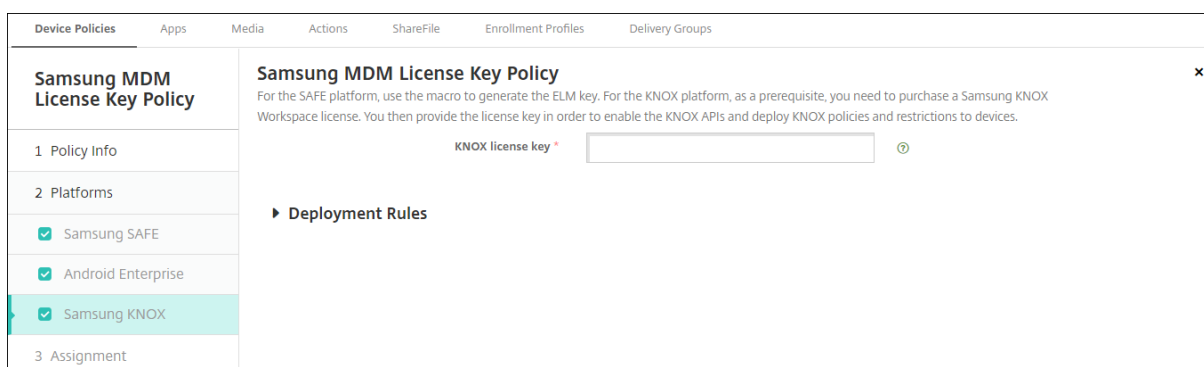 Device Policies Apps Media Actions ShareFile Enrollment Profiles Delivery Groups
Samsung MDM
License Key Policy
1 Policy Info
2 Platforms
Samsung SAFE
Android Enterprise
Samsung KNOX
3 Assignment
Samsung MDM License Key Policy
×
For the SAFE platform, use the macro to generate the ELM key. For the KNOX platform, as a prerequisite, you need to purchase a Samsung KNOX
Workspace license. You then provide the license key in order to enable the KNOX APIs and deploy KNOX policies and restrictions to devices.
KNOX license key *
?
Deployment Rules